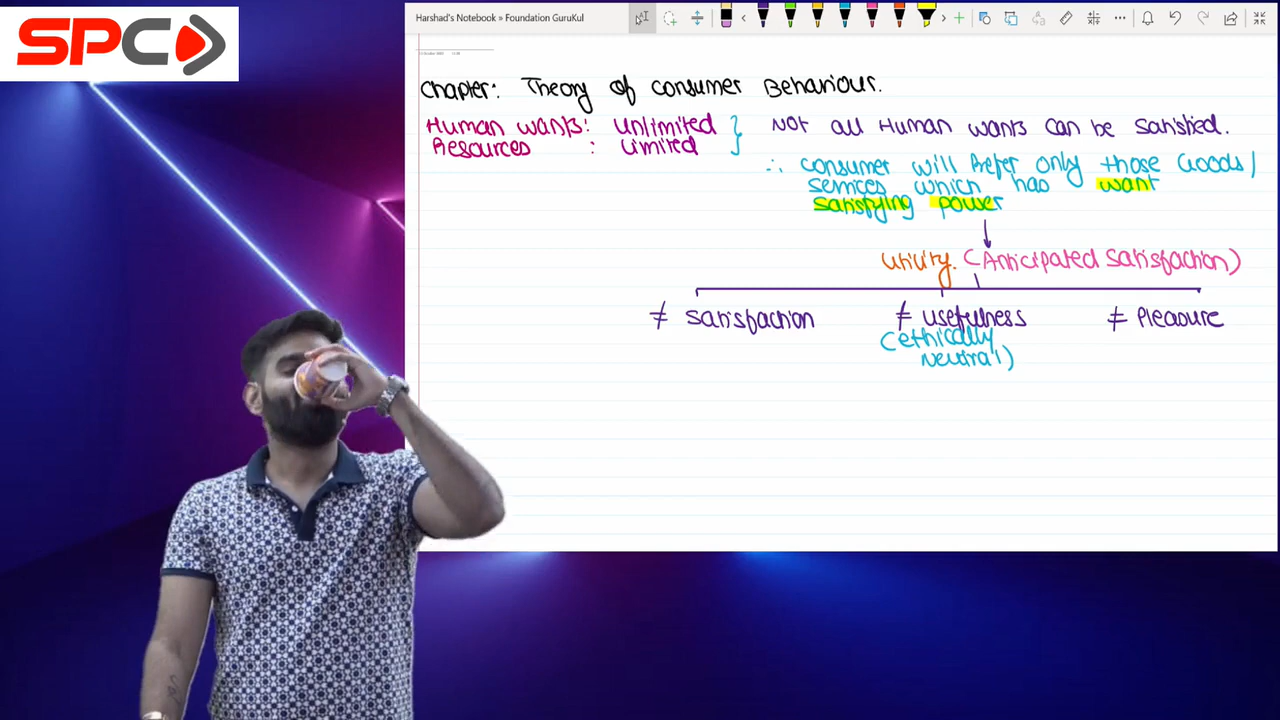 SPC
Harshad's Notebook » Foundation GuruKul
Chapter: Theory of Consumer Behaviour.
Human wants: Unlimited
Resources : Limited
Not all Human wants can be satisfied.
∴ Consumer will Prefer only those Goods/
services which has want
satisfying power
Utility. (Anticipated Satisfaction)
≠ Satisfaction
≠ Usefulness
(ethically
Neutral)
≠ Pleasure